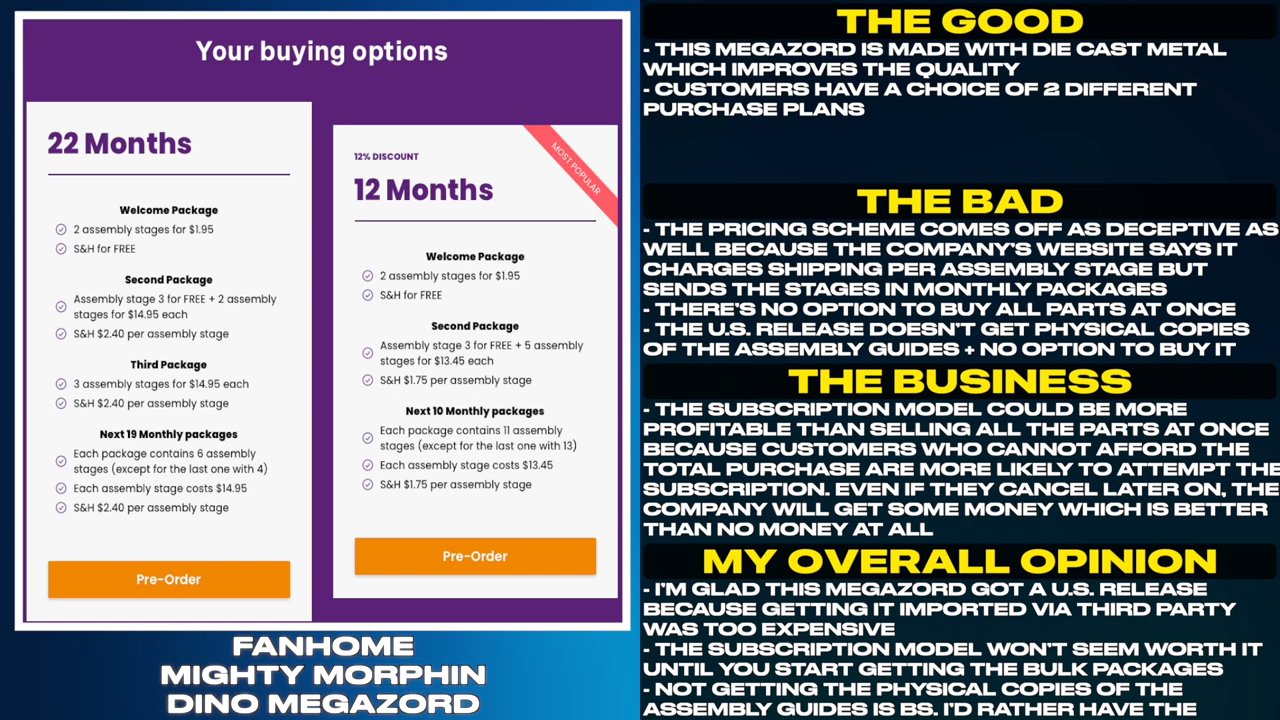 Your buying options
22 Months
Welcome Package
2 assembly stages for $1.95
S&H for FREE
Second Package
Assembly stage 3 for FREE + 2 assembly
stages for $14.95 each
S&H $2.40 per assembly stage
Third Package
3 assembly stages for $14.95 each
S&H $2.40 per assembly stage
Next 19 Monthly packages
Each package contains 6 assembly
stages (except for the last one with 4)
Each assembly stage costs $14.95
S&H $2.40 per assembly stage
Pre-Order
MOST POPULAR
12% DISCOUNT
12 Months
Welcome Package
2 assembly stages for $1.95
S&H for FREE
Second Package
Assembly stage 3 for FREE + 5 assembly
stages for $13.45 each
S&H $1.75 per assembly stage
Next 10 Monthly packages
Each package contains 11 assembly
stages (except for the last one with 13)
Each assembly stage costs $13.45
S&H $1.75 per assembly stage
Pre-Order
FANHOME
MIGHTY MORPHIN
DINO MEGAZORD
THE GOOD
- THIS MEGAZORD IS MADE WITH DIE CAST METAL
WHICH IMPROVES THE QUALITY
- CUSTOMERS HAVE A CHOICE OF 2 DIFFERENT
PURCHASE PLANS
THE BAD
- THE PRICING SCHEME COMES OFF AS DECEPTIVE AS
WELL BECAUSE THE COMPANY'S WEBSITE SAYS IT
CHARGES SHIPPING PER ASSEMBLY STAGE BUT
SENDS THE STAGES IN MONTHLY PACKAGES
- THERE'S NO OPTION TO BUY ALL PARTS AT ONCE
- THE U.S. RELEASE DOESN'T GET PHYSICAL COPIES
OF THE ASSEMBLY GUIDES + NO OPTION TO BUY IT
THE BUSINESS
- THE SUBSCRIPTION MODEL COULD BE MORE
PROFITABLE THAN SELLING ALL THE PARTS AT ONCE
BECAUSE CUSTOMERS WHO CANNOT AFFORD THE
TOTAL PURCHASE ARE MORE LIKELY TO ATTEMPT THE
SUBSCRIPTION. EVEN IF THEY CANCEL LATER ON, THE
COMPANY WILL GET SOME MONEY WHICH IS BETTER
THAN NO MONEY AT ALL
MY OVERALL OPINION
- I'M GLAD THIS MEGAZORD GOT A U.S. RELEASE
BECAUSE GETTING IT IMPORTED VIA THIRD PARTY
WAS TOO EXPENSIVE
- THE SUBSCRIPTION MODEL WON'T SEEM WORTH IT
UNTIL YOU START GETTING THE BULK PACKAGES
- NOT GETTING THE PHYSICAL COPIES OF THE
ASSEMBLY GUIDES IS BS. I'D RATHER HAVE THE